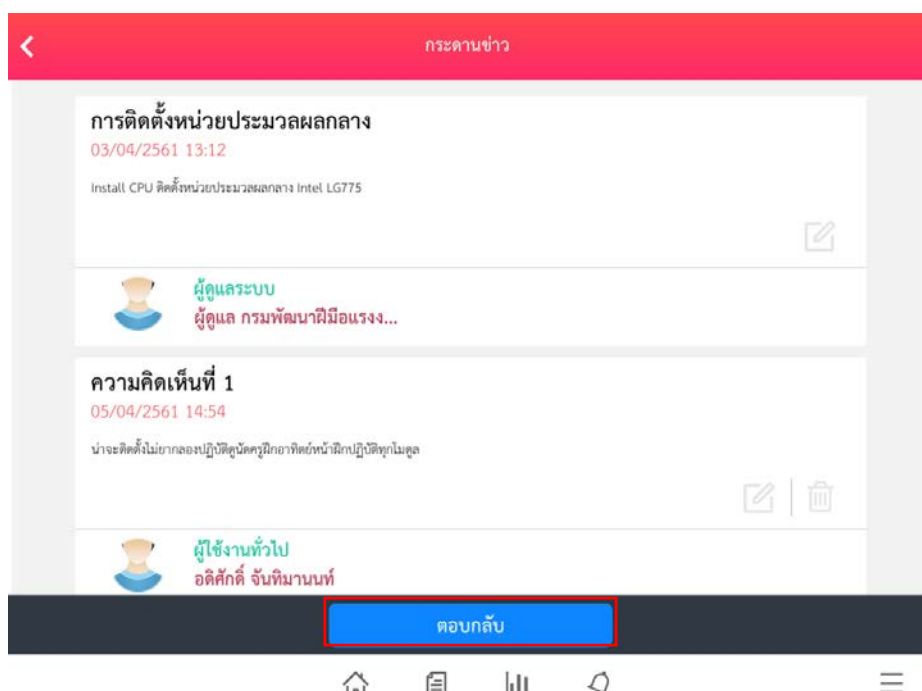 กระดานข่าว
การติดตั้งหน่วยประมวลผลกลาง
03/04/2561 13:12
Install CPU ติดตั้งหน่วยประมวลผลกลาง Intel LG775
ผู้ดูแลระบบ
ผู้ดูแล กรมพัฒนาฝีมือแรงง...
ความคิดเห็นที่ 1
05/04/2561 14:54
น่าจะติดตั้งไม่ยากลองปฏิบัติดูนัดครูฝึกอาทิตย์หน้าฝึกปฏิบัติทุกโมดูล
ผู้ใช้งานทั่วไป
อดิศักดิ์ จันทิมานนท์
ตอบกลับ